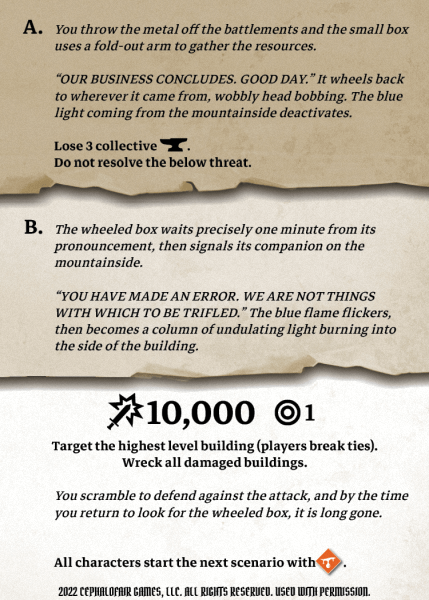 A. You throw the metal off the battlements and the small box
uses a fold-out arm to gather the resources.
“OUR BUSINESS CONCLUDES. GOOD DAY.” It wheels back
to wherever it came from, wobbly head bobbing. The blue
light coming from the mountainside deactivates.
Lose 3 collective .
Do not resolve the below threat.
B. The wheeled box waits precisely one minute from its
pronouncement, then signals its companion on the
mountainside.
“YOU HAVE MADE AN ERROR. WE ARE NOT THINGS
WITH WHICH TO BE TRIFLED.” The blue flame flickers,
then becomes a column of undulating light burning into
the side of the building.
10,000 1
Target the highest level building (players break ties).
Wreck all damaged buildings.
You scramble to defend against the attack, and by the time
you return to look for the wheeled box, it is long gone.
All characters start the next scenario with .
2022 CEPHALOFAIR GAMES, LLC. ALL RIGHTS RESERVED. USED WITH PERMISSION.